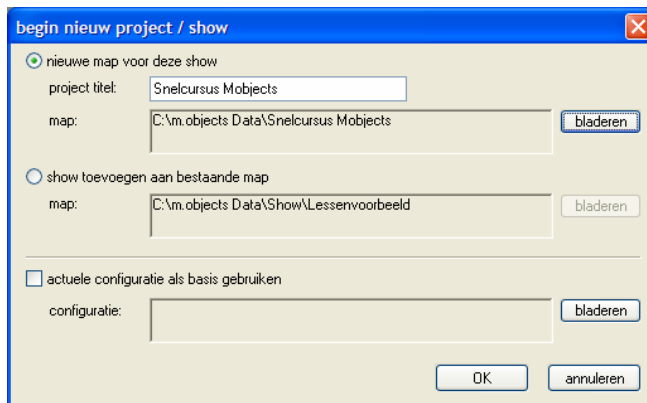 begin nieuw project / show
nieuwe map voor deze show
project titel: Snelcursus Mobjects
map: C:\m.objects Data\Snelcursus Mobjects bladeren
show toevoegen aan bestaande map
map: C:\m.objects Data\Show\Lessenvoorbeeld bladeren
actuele configuratie als basis gebruiken
configuratie: bladeren
OK annuleren